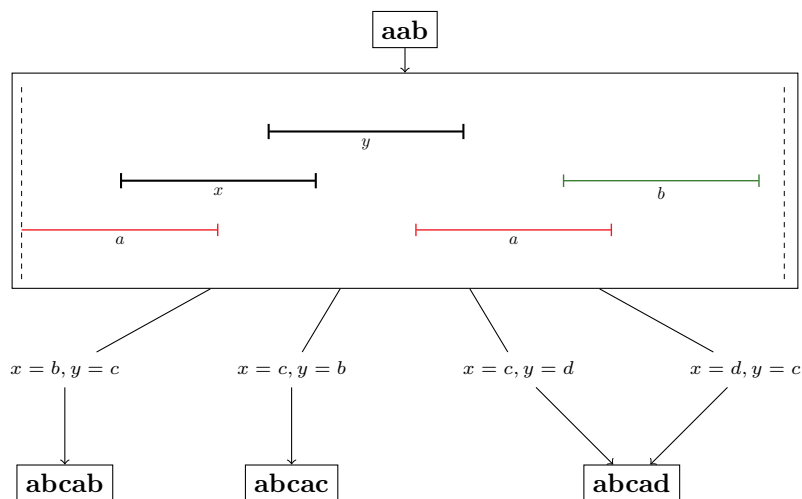 aab
y
x
b
a
a
x = b, y = c
x = c, y = b
x = c, y = d
x = d, y = c
abcab
abcac
abcad